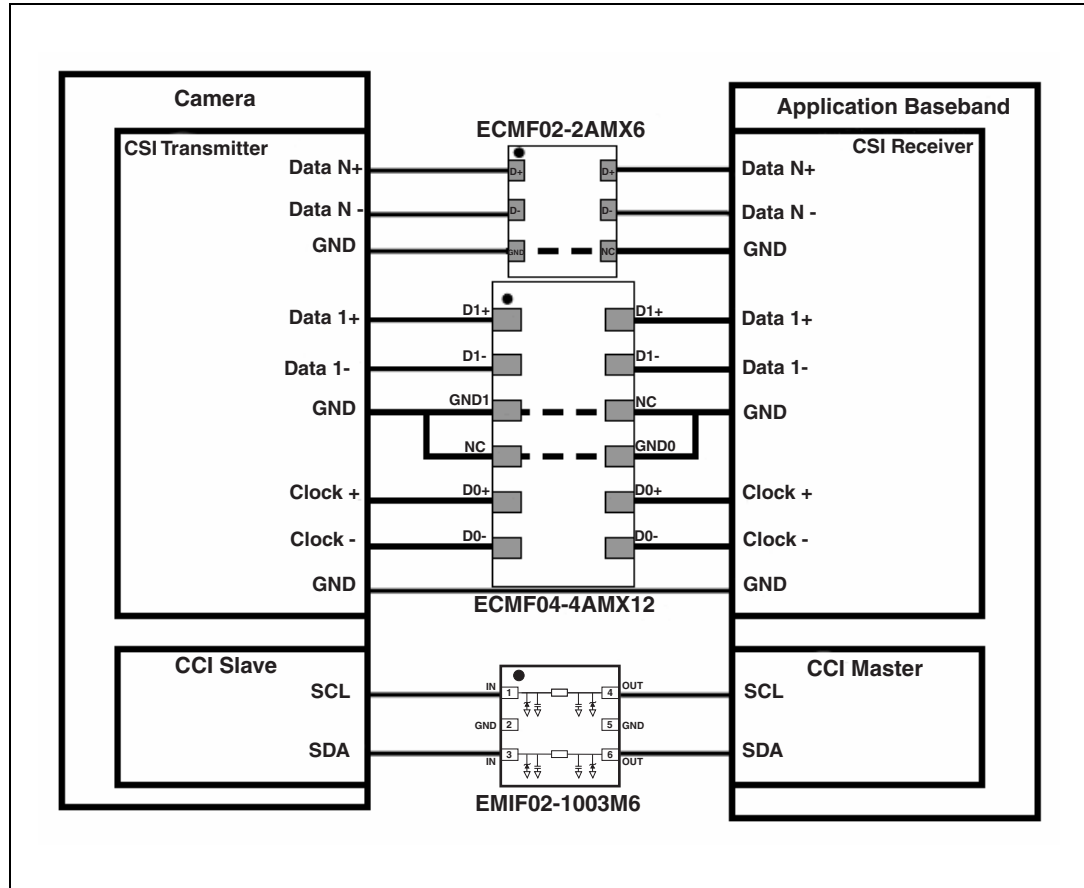 Camera
Application Baseband
ECMF02-2AMX6
CSI Transmitter
CSI Receiver
Data N+
D+
D+
Data N+
Data N -
D-
D-
Data N -
GND
GND
NC
GND
Data 1+
D1+
D1+
Data 1+
Data 1-
D1-
D1-
Data 1-
GND
GND1
NC
GND
NC
GND0
Clock +
D0+
D0+
Clock +
Clock -
D0-
D0-
Clock -
GND
GND
ECMF04-4AMX12
CCI Slave
CCI Master
SCL
IN
1
4
OUT
SCL
GND
2
5
GND
SDA
3
6
SDA
IN
OUT
EMIF02-1003M6